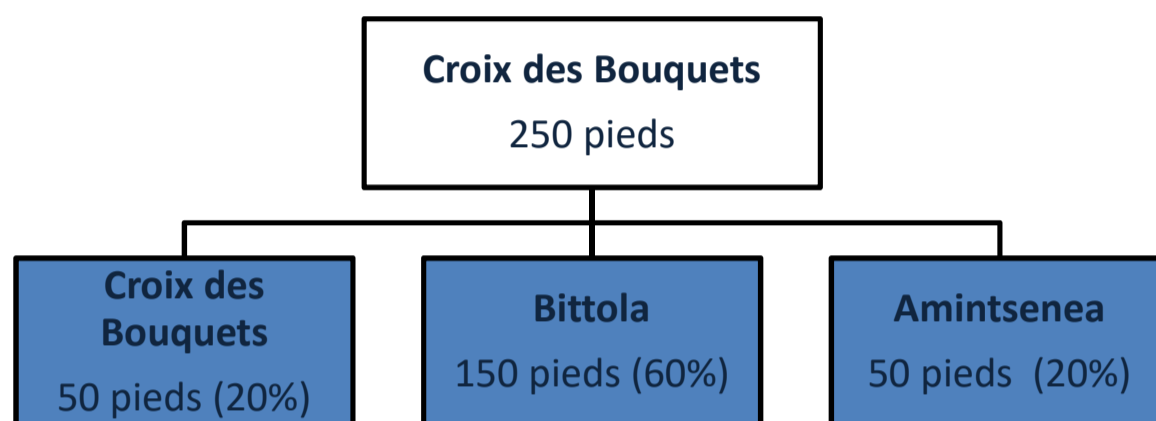 Croix des Bouquets
250 pieds
Croix des
Bouquets
50 pieds (20%)
Bittola
150 pieds (60%)
Amintsenea
50 pieds (20%)